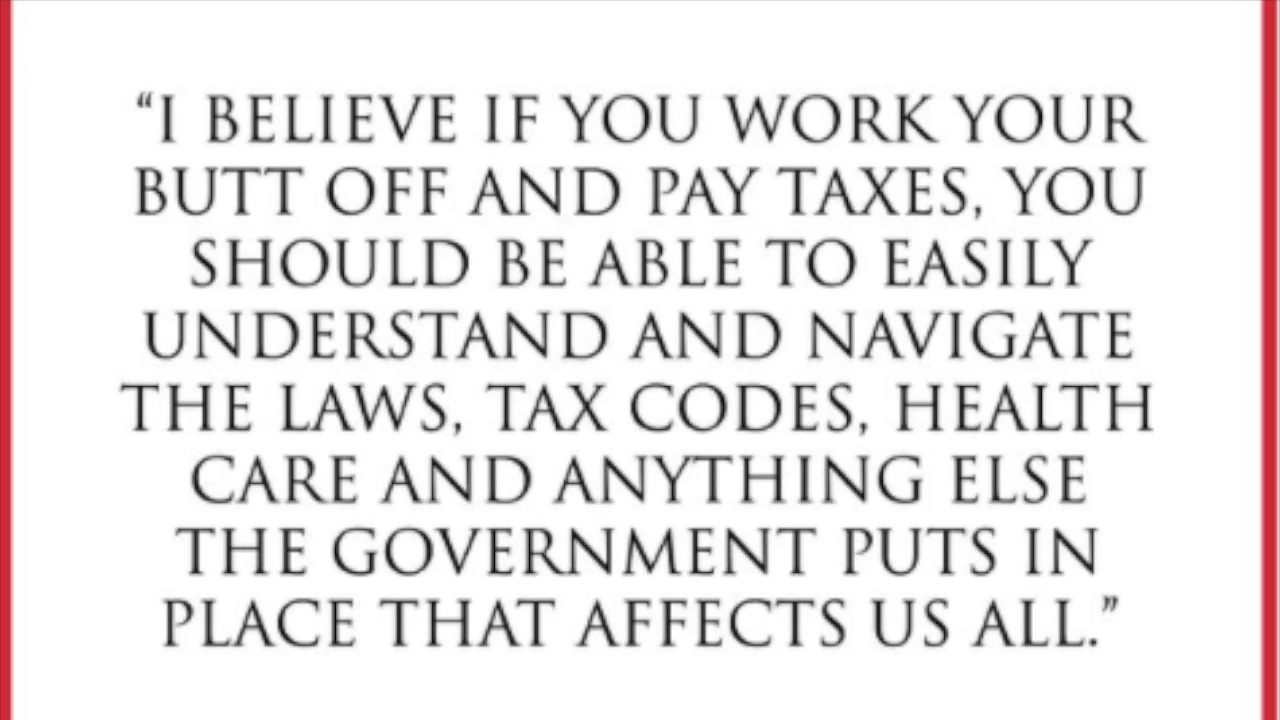 “I BELIEVE IF YOU WORK YOUR
BUTT OFF AND PAY TAXES, YOU
SHOULD BE ABLE TO EASILY
UNDERSTAND AND NAVIGATE
THE LAWS, TAX CODES, HEALTH
CARE AND ANYTHING ELSE
THE GOVERNMENT PUTS IN
PLACE THAT AFFECTS US ALL.”